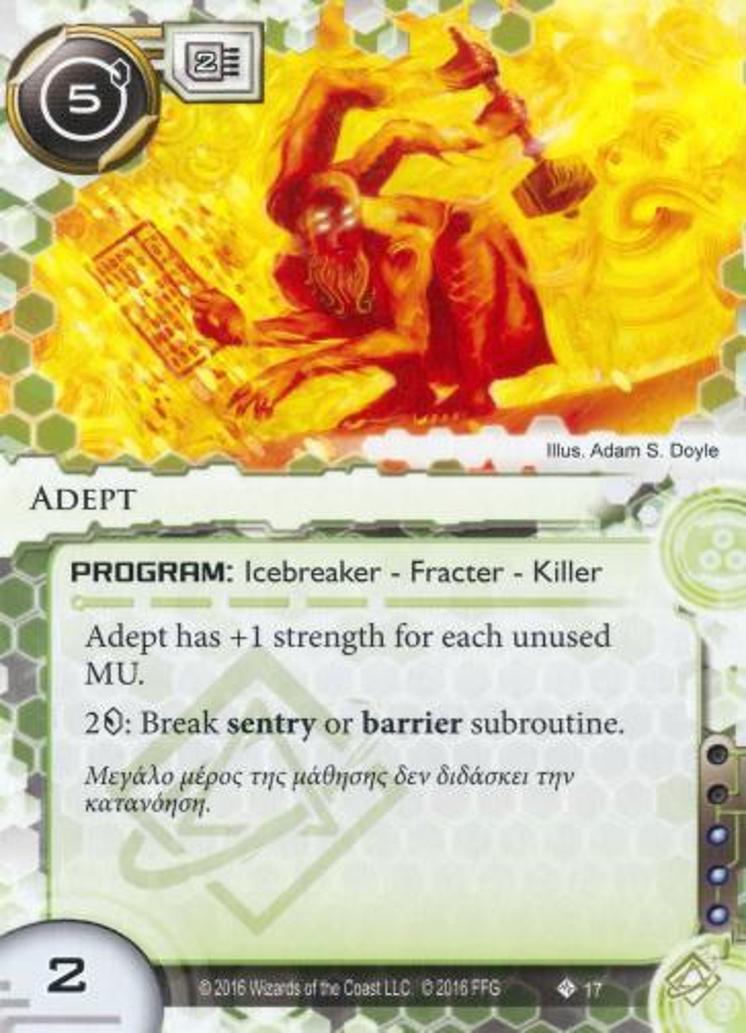 5
2
Illus. Adam S. Doyle
ADEPT
PROGRAM: Icebreaker - Fracter - Killer
Adept has +1 strength for each unused
MU.
2: Break sentry or barrier subroutine.
Μεγάλο μέρος της μάθησης δεν διδάσκει την
κατανόηση.
2
© 2016 Wizards of the Coast LLC. © 2016 FFG
17